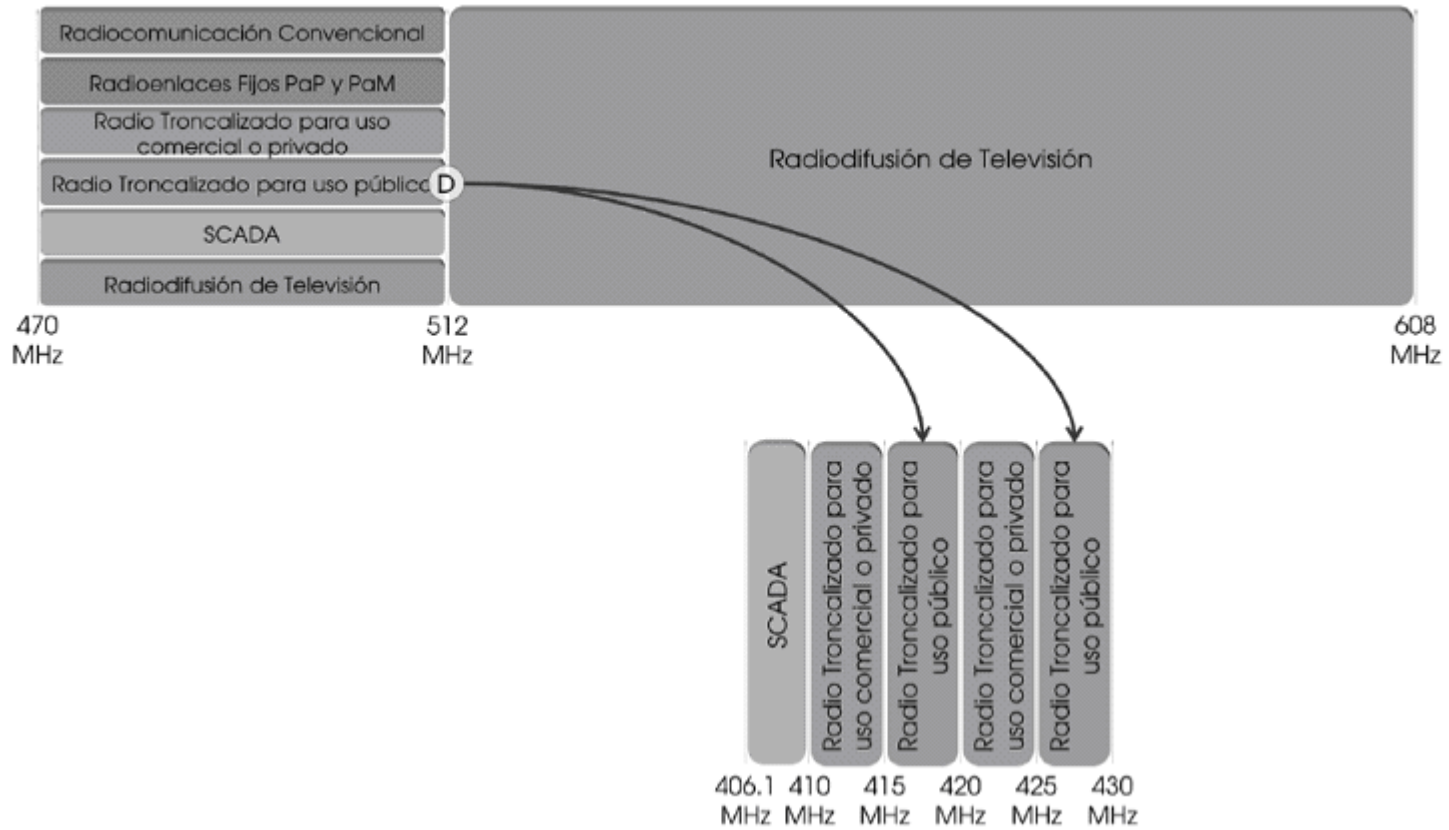 Radiocomunicación Convencional
Radioenlaces Fijos PaP y PaM
Radio Troncalizado para uso
comercial o privado
Radio Troncalizado para uso público
D
SCADA
Radiodifusión de Televisión
Radiodifusión de Televisión
470
MHz
512
MHz
608
MHz
SCADA
Radio Troncalizado para
uso comercial o privado
Radio Troncalizado para
uso público
Radio Troncalizado para
uso comercial o privado
Radio Troncalizado para
uso público
406.1
MHz
410
MHz
415
MHz
420
MHz
425
MHz
430
MHz